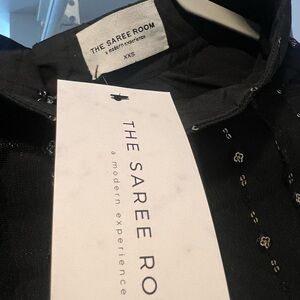 THE SAREE ROOM
a modern experience
XXS
THE SAREE RO
a modern experience